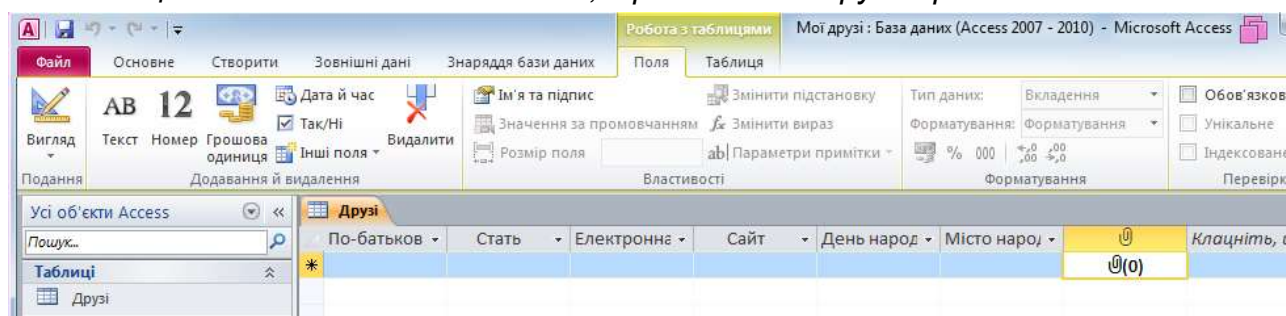 Робота з таблицями
Мої друзі : База даних (Access 2007 - 2010) - Microsoft Access
Файл Основне Створити Зовнішні дані Знаряддя бази даних Поля Таблиця
Вигляд
АВ Текст
12 Номер
Грошова одиниця
Дата й час
Так/Ні
Інші поля
Видалити
Ім'я та підпис
Значення за промовчанням
Розмір поля
Змінити підстановку
fx Змінити вираз
ab| Параметри примітки
Тип даних: Вкладення
Форматування: Форматування
% 000
Обов'язков
Унікальне
Індексоване
Подання Додавання й видалення Властивості Форматування Перевірк
Усі об'єкти Access «
Пошук...
Таблиці
Друзі
Друзі
По-батьков Стать Електронна Сайт День народ Місто наро Клацніть,
(0)